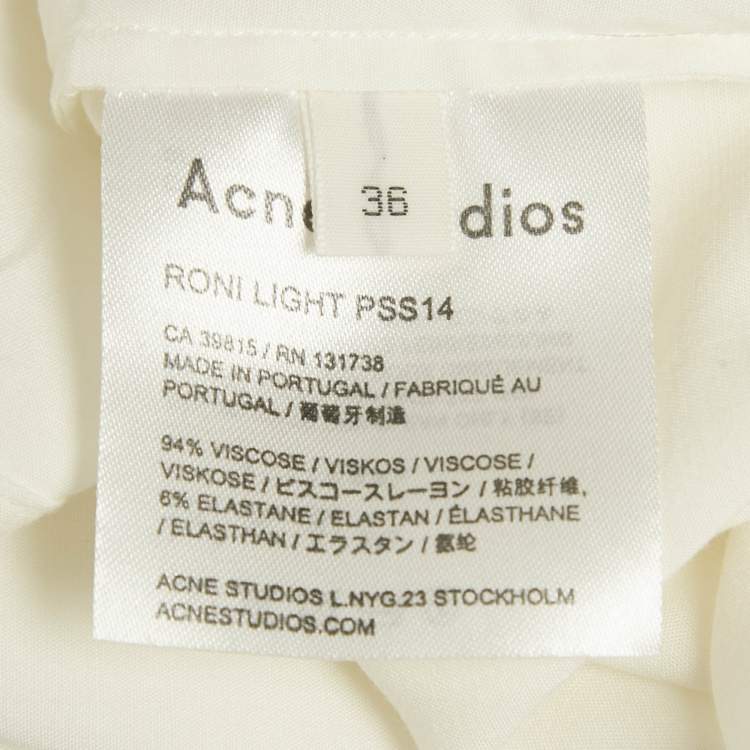 36
Acne dios
RONI LIGHT PSS14
CA 39815 / RN 131738
MADE IN PORTUGAL / FABRIQUÉ AU
PORTUGAL / 葡萄牙制造
94% VISCOSE / VISKOS / VISCOSE /
VISKOSE / ビスコースレーヨン / 粘胶纤维,
6% ELASTANE / ELASTAN / ÉLASTHANE
/ ELASTHAN / エラスタン / 氨纶
ACNE STUDIOS L.NYG.23 STOCKHOLM
ACNESTUDIOS.COM